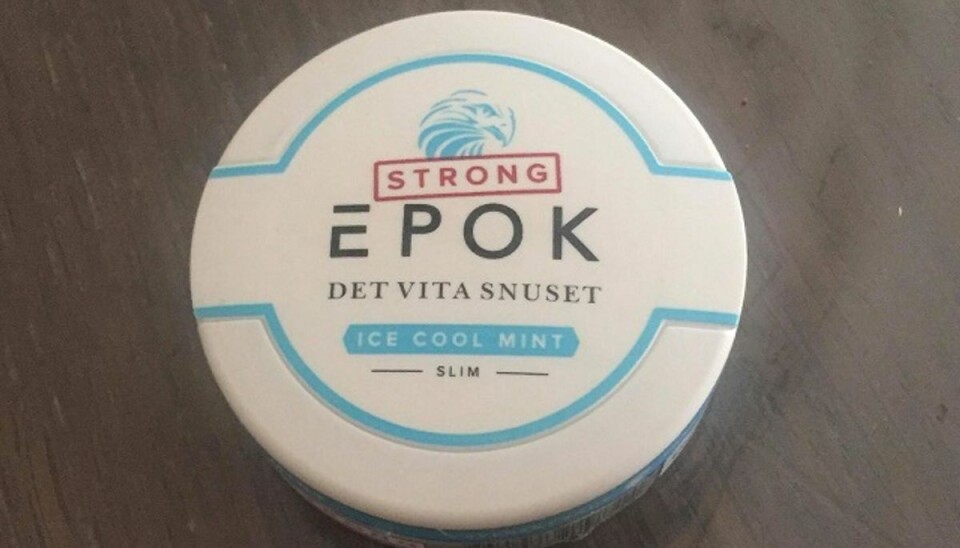 STRONG
EPOK
DET VITA SNUSET
ICE COOL MINT
SLIM